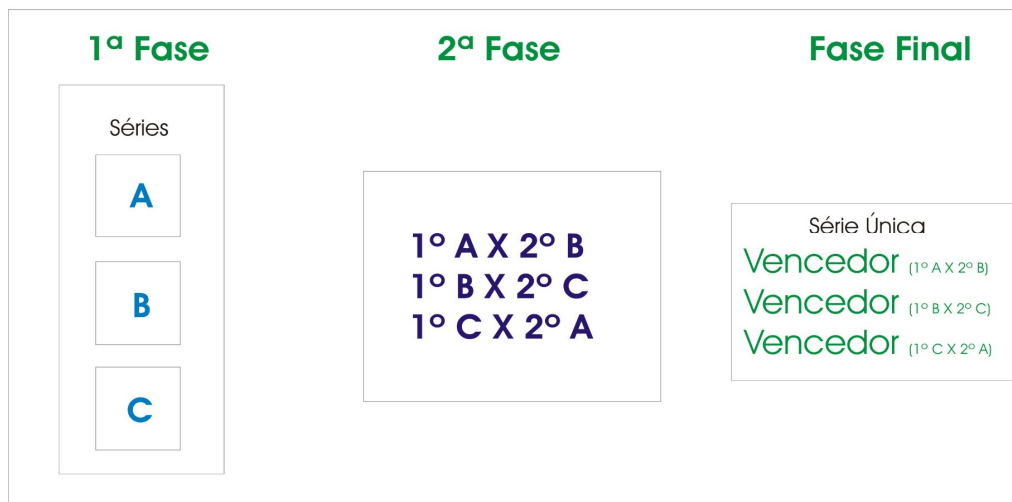 1ª Fase
2ª Fase
Fase Final
Séries
A
B
C
1º A X 2º B
1º B X 2º C
1º C X 2º A
Série Única
Vencedor (1º A X 2º B)
Vencedor (1º B X 2º C)
Vencedor (1º C X 2º A)